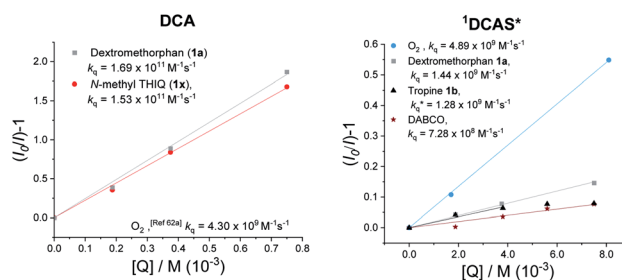 DCA
Dextromethorphan (1a)
kq = 1.69 x 10¹¹ M⁻¹s⁻¹
N-methyl THIQ (1x),
kq = 1.53 x 10¹¹ M⁻¹s⁻¹
2.0
1.5
1.0
0.5
0.0
(I₀/I)-1
O₂ ,[Ref 62a] kq = 4.30 x 10⁹ M⁻¹s⁻¹
0.0 0.1 0.2 0.3 0.4 0.5 0.6 0.7 0.8
[Q] / M (10⁻³)
¹DCAS*
O₂ , kq = 4.89 x 10⁹ M⁻¹s⁻¹
Dextromethorphan 1a,
kq = 1.44 x 10⁹ M⁻¹s⁻¹
Tropine 1b,
kq* = 1.28 x 10⁹ M⁻¹s⁻¹
DABCO,
kq = 7.28 x 10⁸ M⁻¹s⁻¹
0.6
0.5
0.4
0.3
0.2
0.1
0.0
(I₀/I)-1
0.0 2.0 4.0 6.0 8.0
[Q] / M (10⁻³)